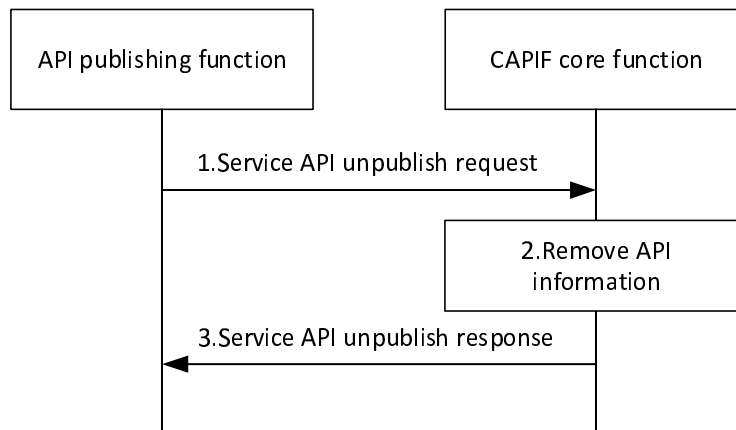 API publishing function
CAPIF core function
1.Service API unpublish request
2.Remove API
information
3.Service API unpublish response